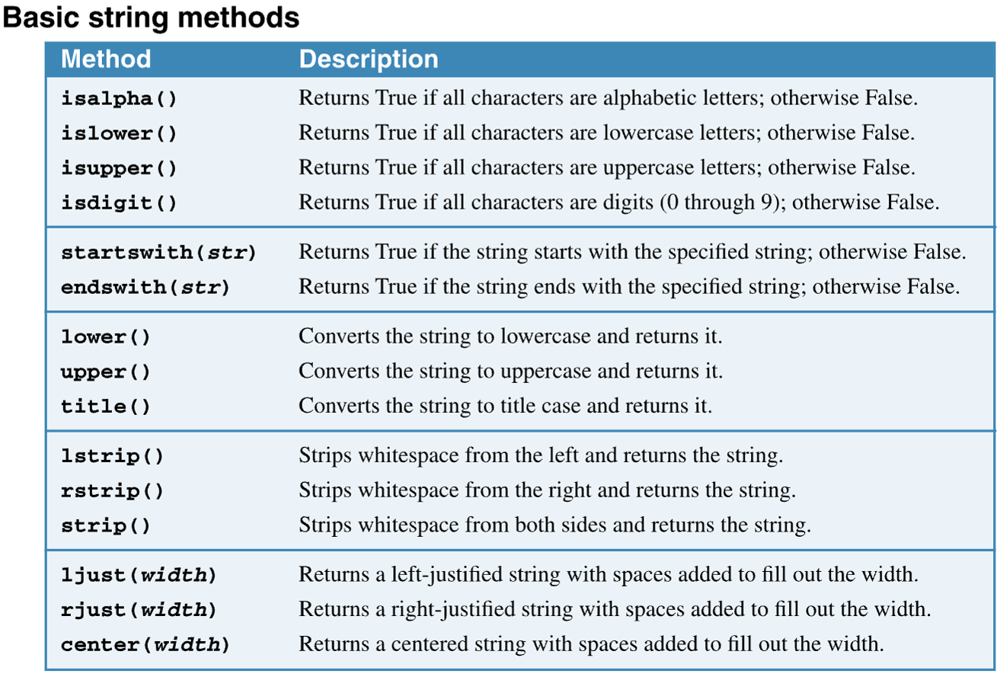 Basic string methods
Method Description
isalpha() Returns True if all characters are alphabetic letters; otherwise False.
islower() Returns True if all characters are lowercase letters; otherwise False.
isupper() Returns True if all characters are uppercase letters; otherwise False.
isdigit() Returns True if all characters are digits (0 through 9); otherwise False.
startswith(str) Returns True if the string starts with the specified string; otherwise False.
endswith(str) Returns True if the string ends with the specified string; otherwise False.
lower() Converts the string to lowercase and returns it.
upper() Converts the string to uppercase and returns it.
title() Converts the string to title case and returns it.
lstrip() Strips whitespace from the left and returns the string.
rstrip() Strips whitespace from the right and returns the string.
strip() Strips whitespace from both sides and returns the string.
ljust(width) Returns a left-justified string with spaces added to fill out the width.
rjust(width) Returns a right-justified string with spaces added to fill out the width.
center(width) Returns a centered string with spaces added to fill out the width.